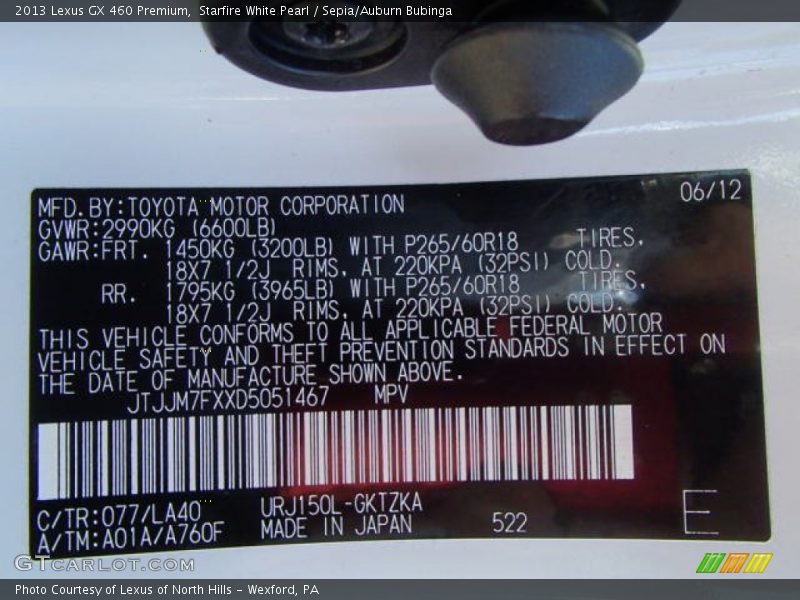 2013 Lexus GX 460 Premium, Starfire White Pearl / Sepia/Auburn Bubinga
06/12
MFD.BY:TOYOTA MOTOR CORPORATION
GVWR:2990KG (6600LB)
GAWR:FRT. 1450KG (3200LB) WITH P265/60R18 TIRES,
18X7 1/2J RIMS, AT 220KPA (32PSI) COLD.
RR. 1795KG (3965LB) WITH P265/60R18 TIRES,
18X7 1/2J RIMS, AT 220KPA (32PSI) COLD.
THIS VEHICLE CONFORMS TO ALL APPLICABLE FEDERAL MOTOR
VEHICLE SAFETY AND THEFT PREVENTION STANDARDS IN EFFECT ON
THE DATE OF MANUFACTURE SHOWN ABOVE.
JTJJM7FXXD5051467 MPV
C/TR:077/LA40 URJ150L-GKTZKA
A/TM:A01A/A760F MADE IN JAPAN 522 E
GTCARLOT.COM
Photo Courtesy of Lexus of North Hills - Wexford, PA